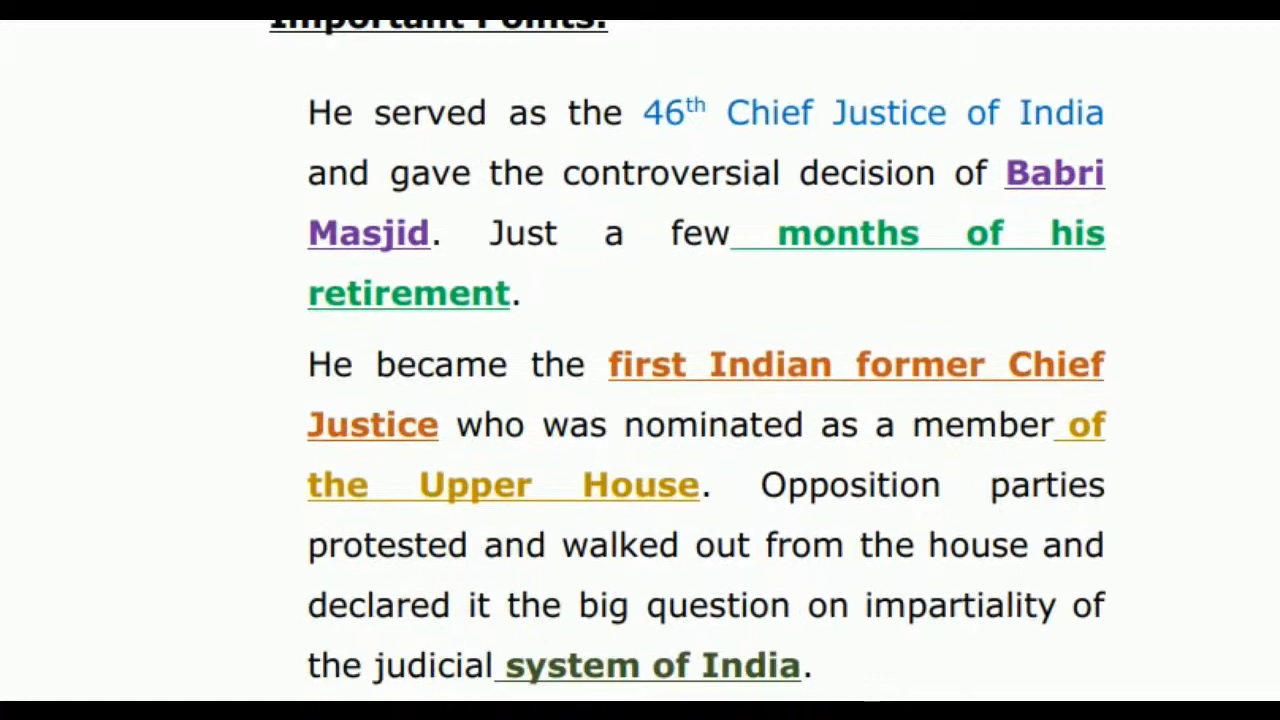 Important Points:
He served as the 46th Chief Justice of India
and gave the controversial decision of Babri
Masjid. Just a few months of his
retirement.
He became the first Indian former Chief
Justice who was nominated as a member of
the Upper House. Opposition parties
protested and walked out from the house and
declared it the big question on impartiality of
the judicial system of India.